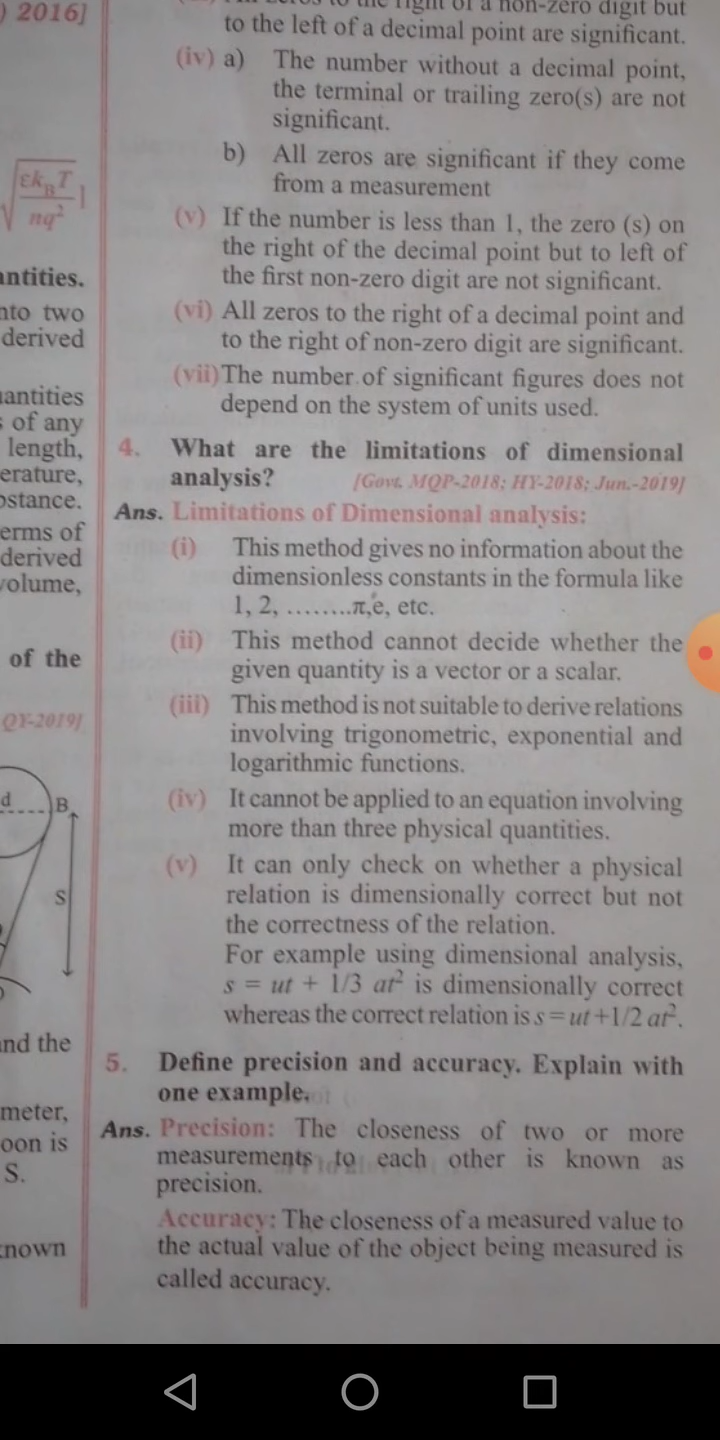 ) 2016]
εk_BT
nq²
antities.
nto two
derived
antities
of any
length,
erature,
ostance.
erms of
derived
volume,
of the
QY-2019]
d
B
S
and the
meter,
oon is
S.
known
to the left of a decimal point are significant.
(iv) a) The number without a decimal point,
the terminal or trailing zero(s) are not
significant.
b) All zeros are significant if they come
from a measurement
(v) If the number is less than 1, the zero (s) on
the right of the decimal point but to left of
the first non-zero digit are not significant.
(vi) All zeros to the right of a decimal point and
to the right of non-zero digit are significant.
(vii) The number of significant figures does not
depend on the system of units used.
4. What are the limitations of dimensional
analysis? [Govt. MQP-2018; HY-2018; Jun.-2019]
Ans. Limitations of Dimensional analysis:
(i) This method gives no information about the
dimensionless constants in the formula like
1, 2, ........π,e, etc.
(ii) This method cannot decide whether the
given quantity is a vector or a scalar.
(iii) This method is not suitable to derive relations
involving trigonometric, exponential and
logarithmic functions.
(iv) It cannot be applied to an equation involving
more than three physical quantities.
(v) It can only check on whether a physical
relation is dimensionally correct but not
the correctness of the relation.
For example using dimensional analysis,
s = ut + 1/3 at² is dimensionally correct
whereas the correct relation is s = ut +1/2 at².
5. Define precision and accuracy. Explain with
one example.
Ans. Precision: The closeness of two or more
measurements to each other is known as
precision.
Accuracy: The closeness of a measured value to
the actual value of the object being measured is
called accuracy.